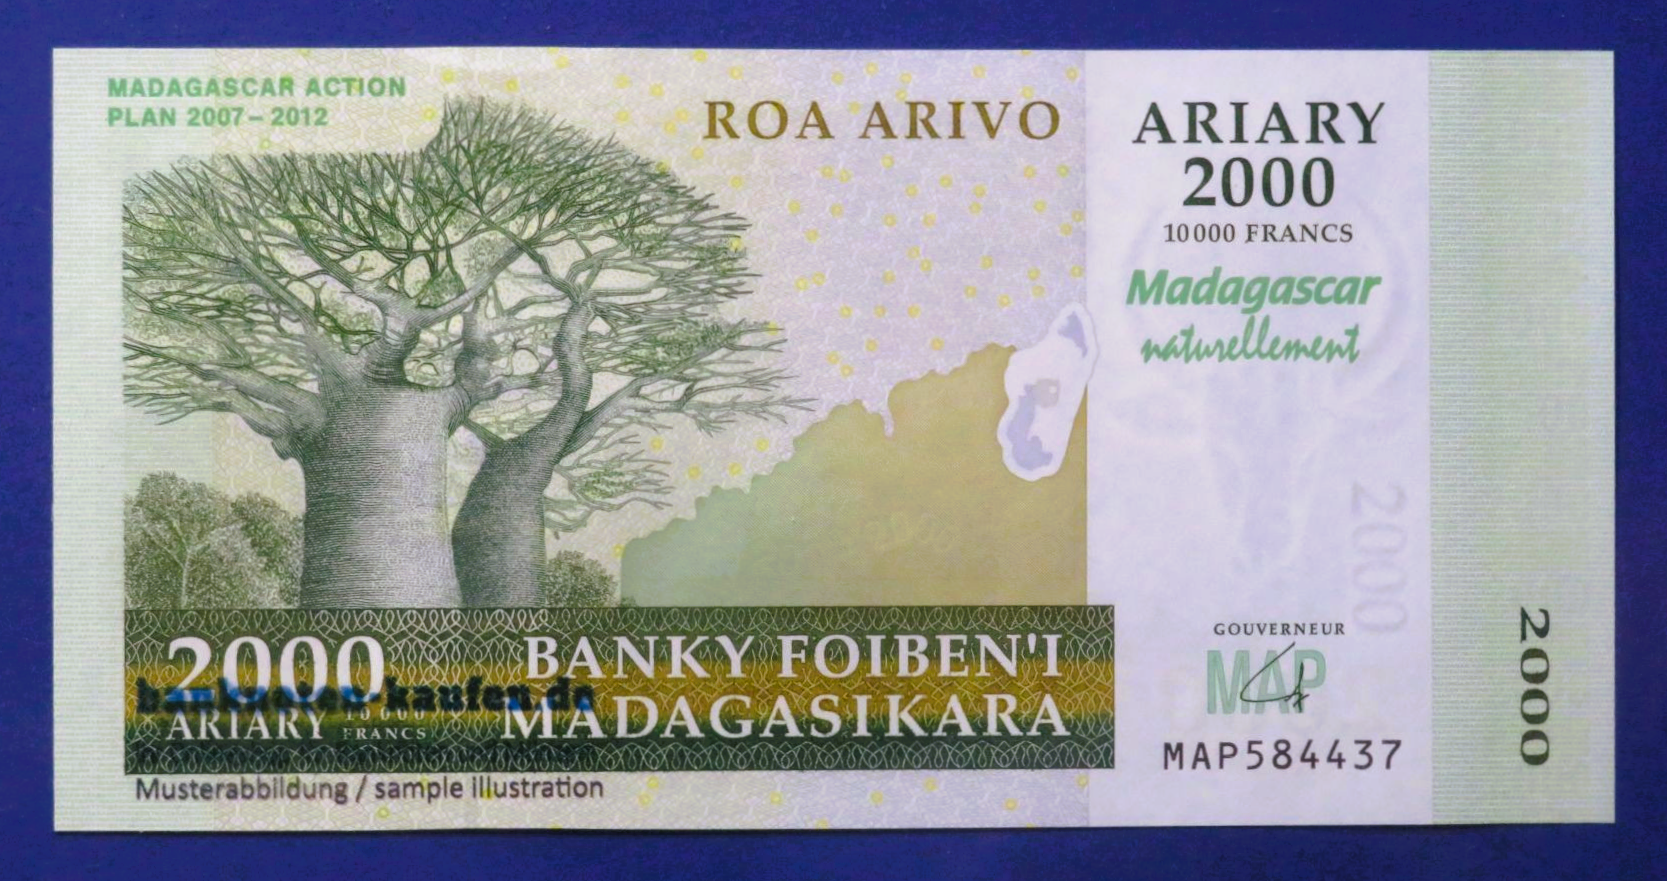 MADAGASCAR ACTION
PLAN 2007–2012
ROA ARIVO
ARIARY
2000
10000 FRANCS
Madagascar
naturellement
2000
GOUVERNEUR
MAP
MAP584437
2000
2000
BANKY FOIBEN'I
MADAGASIKARA
banknoten-kaufen.de
ARIARY 10000
FRANCS
Musterabbildung / sample illustration